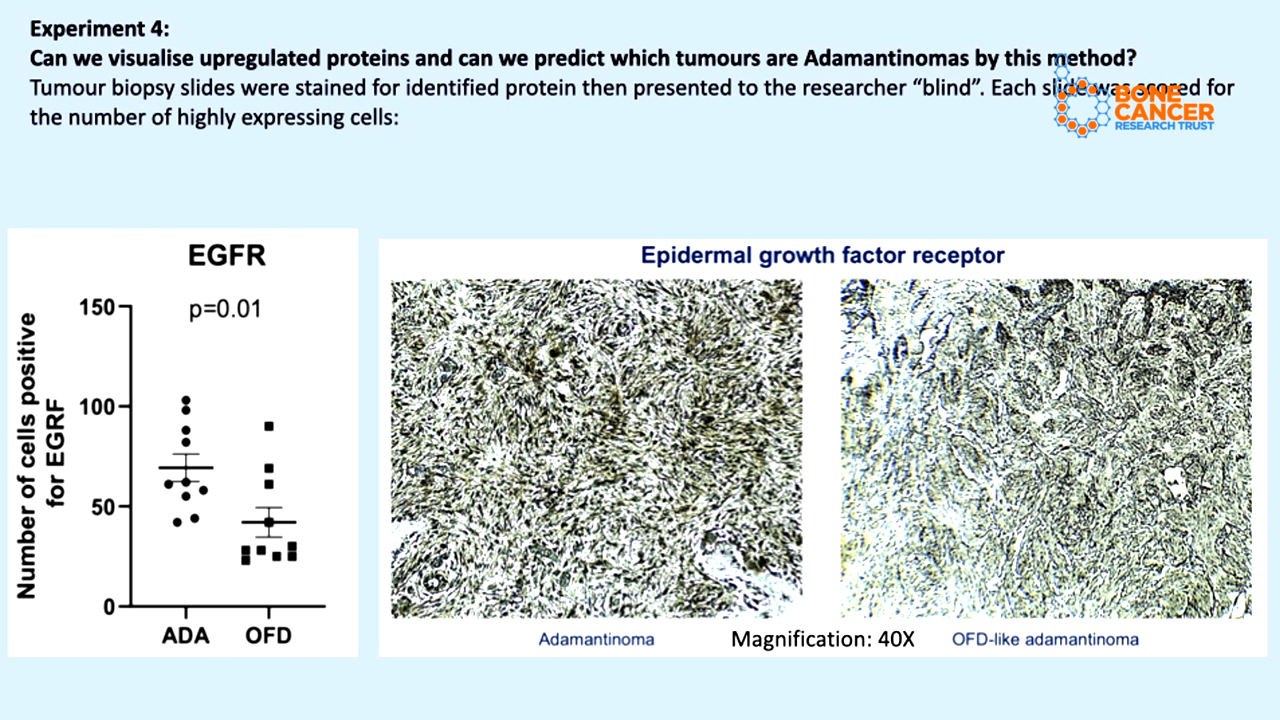 Experiment 4:
Can we visualise upregulated proteins and can we predict which tumours are Adamantinomas by this method?
Tumour biopsy slides were stained for identified protein then presented to the researcher “blind”. Each slide was scored for
the number of highly expressing cells:
BONE
CANCER
RESEARCH TRUST
EGFR
p=0.01
Number of cells positive
for EGRF
150
100
50
0
ADA OFD
Epidermal growth factor receptor
Adamantinoma Magnification: 40X OFD-like adamantinoma